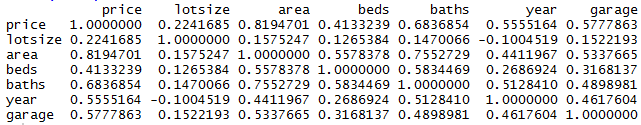 price lotsize area beds baths year garage
price 1.0000000 0.2241685 0.8194701 0.4133239 0.6836854 0.5555164 0.5777863
lotsize 0.2241685 1.0000000 0.1575247 0.1265384 0.1470066 -0.1004519 0.1522193
area 0.8194701 0.1575247 1.0000000 0.5578378 0.7552729 0.4411967 0.5337665
beds 0.4133239 0.1265384 0.5578378 1.0000000 0.5834469 0.2686924 0.3168137
baths 0.6836854 0.1470066 0.7552729 0.5834469 1.0000000 0.5128410 0.4898981
year 0.5555164 -0.1004519 0.4411967 0.2686924 0.5128410 1.0000000 0.4617604
garage 0.5777863 0.1522193 0.5337665 0.3168137 0.4898981 0.4617604 1.0000000